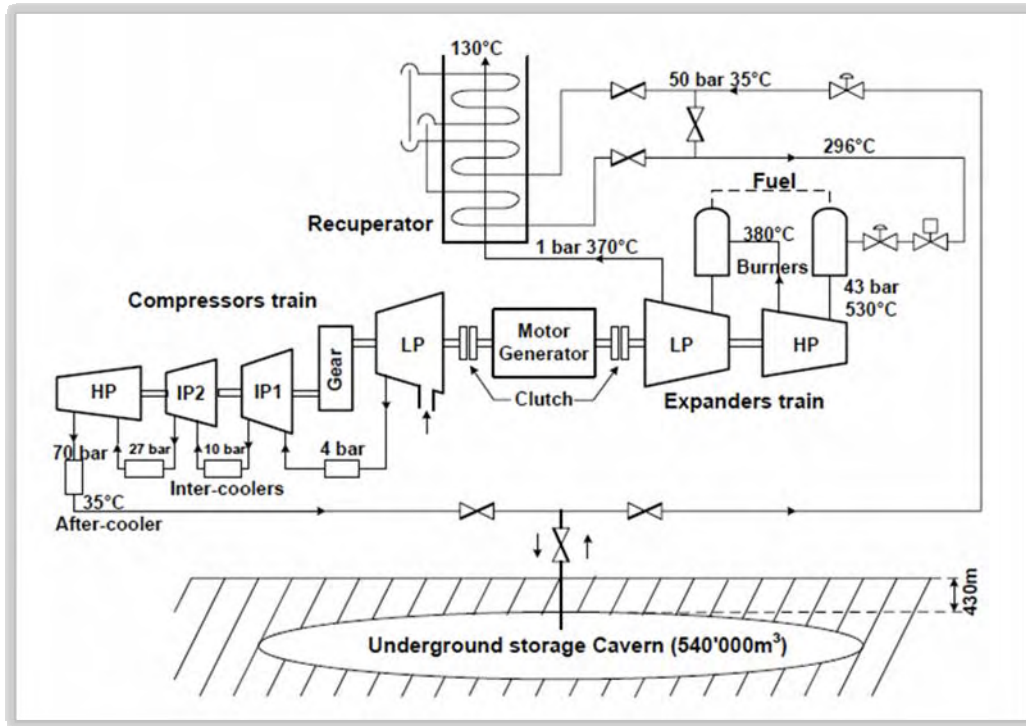 130°C
50 bar 35°C
296°C
Fuel
Recuperator
380°C
Burners
1 bar 370°C
43 bar
530°C
Compressors train
LP
Motor
Generator
LP
HP
Gear
HP
IP2
IP1
Clutch
Expanders train
70 bar
27 bar
10 bar
4 bar
Inter-coolers
35°C
After-cooler
430m
Underground storage Cavern (540'000m³)